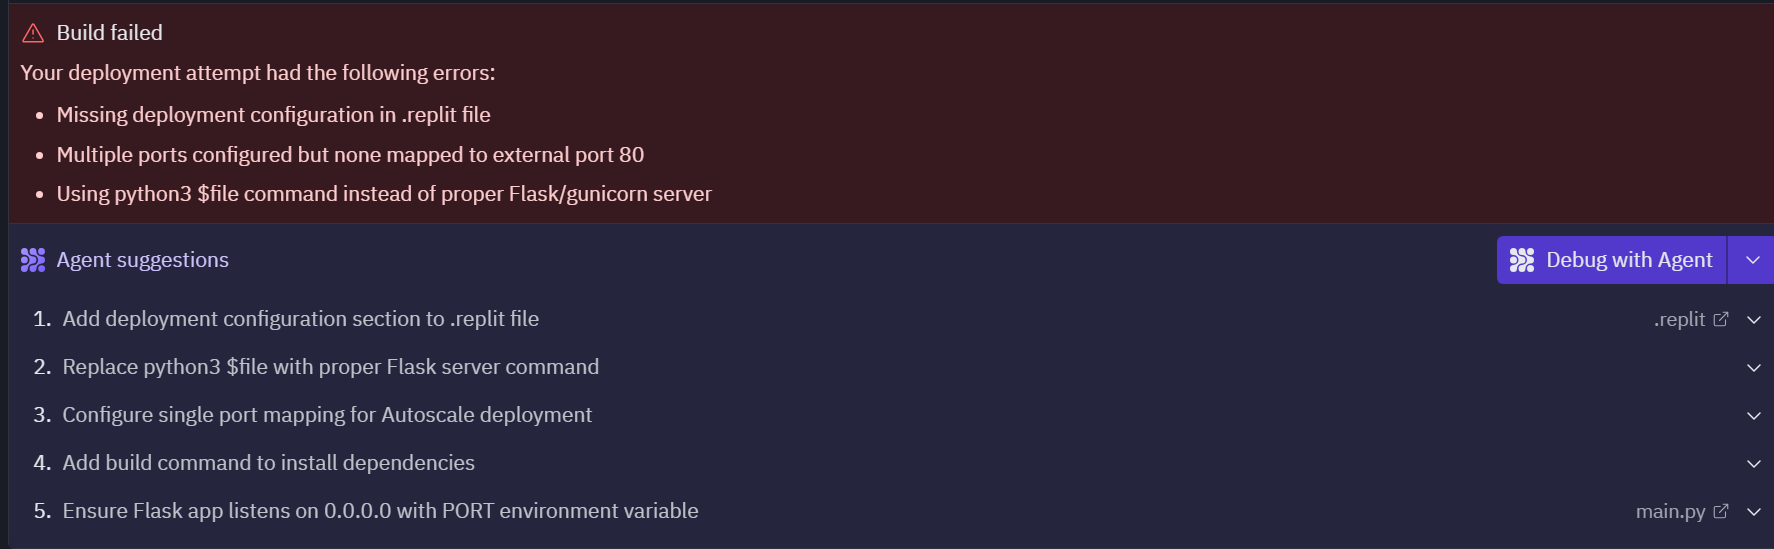 Build failed
Your deployment attempt had the following errors:
• Missing deployment configuration in .replit file
• Multiple ports configured but none mapped to external port 80
• Using python3 $file command instead of proper Flask/gunicorn server
Agent suggestions
Debug with Agent
1. Add deployment configuration section to .replit file
.replit
2. Replace python3 $file with proper Flask server command
3. Configure single port mapping for Autoscale deployment
4. Add build command to install dependencies
5. Ensure Flask app listens on 0.0.0.0 with PORT environment variable
main.py